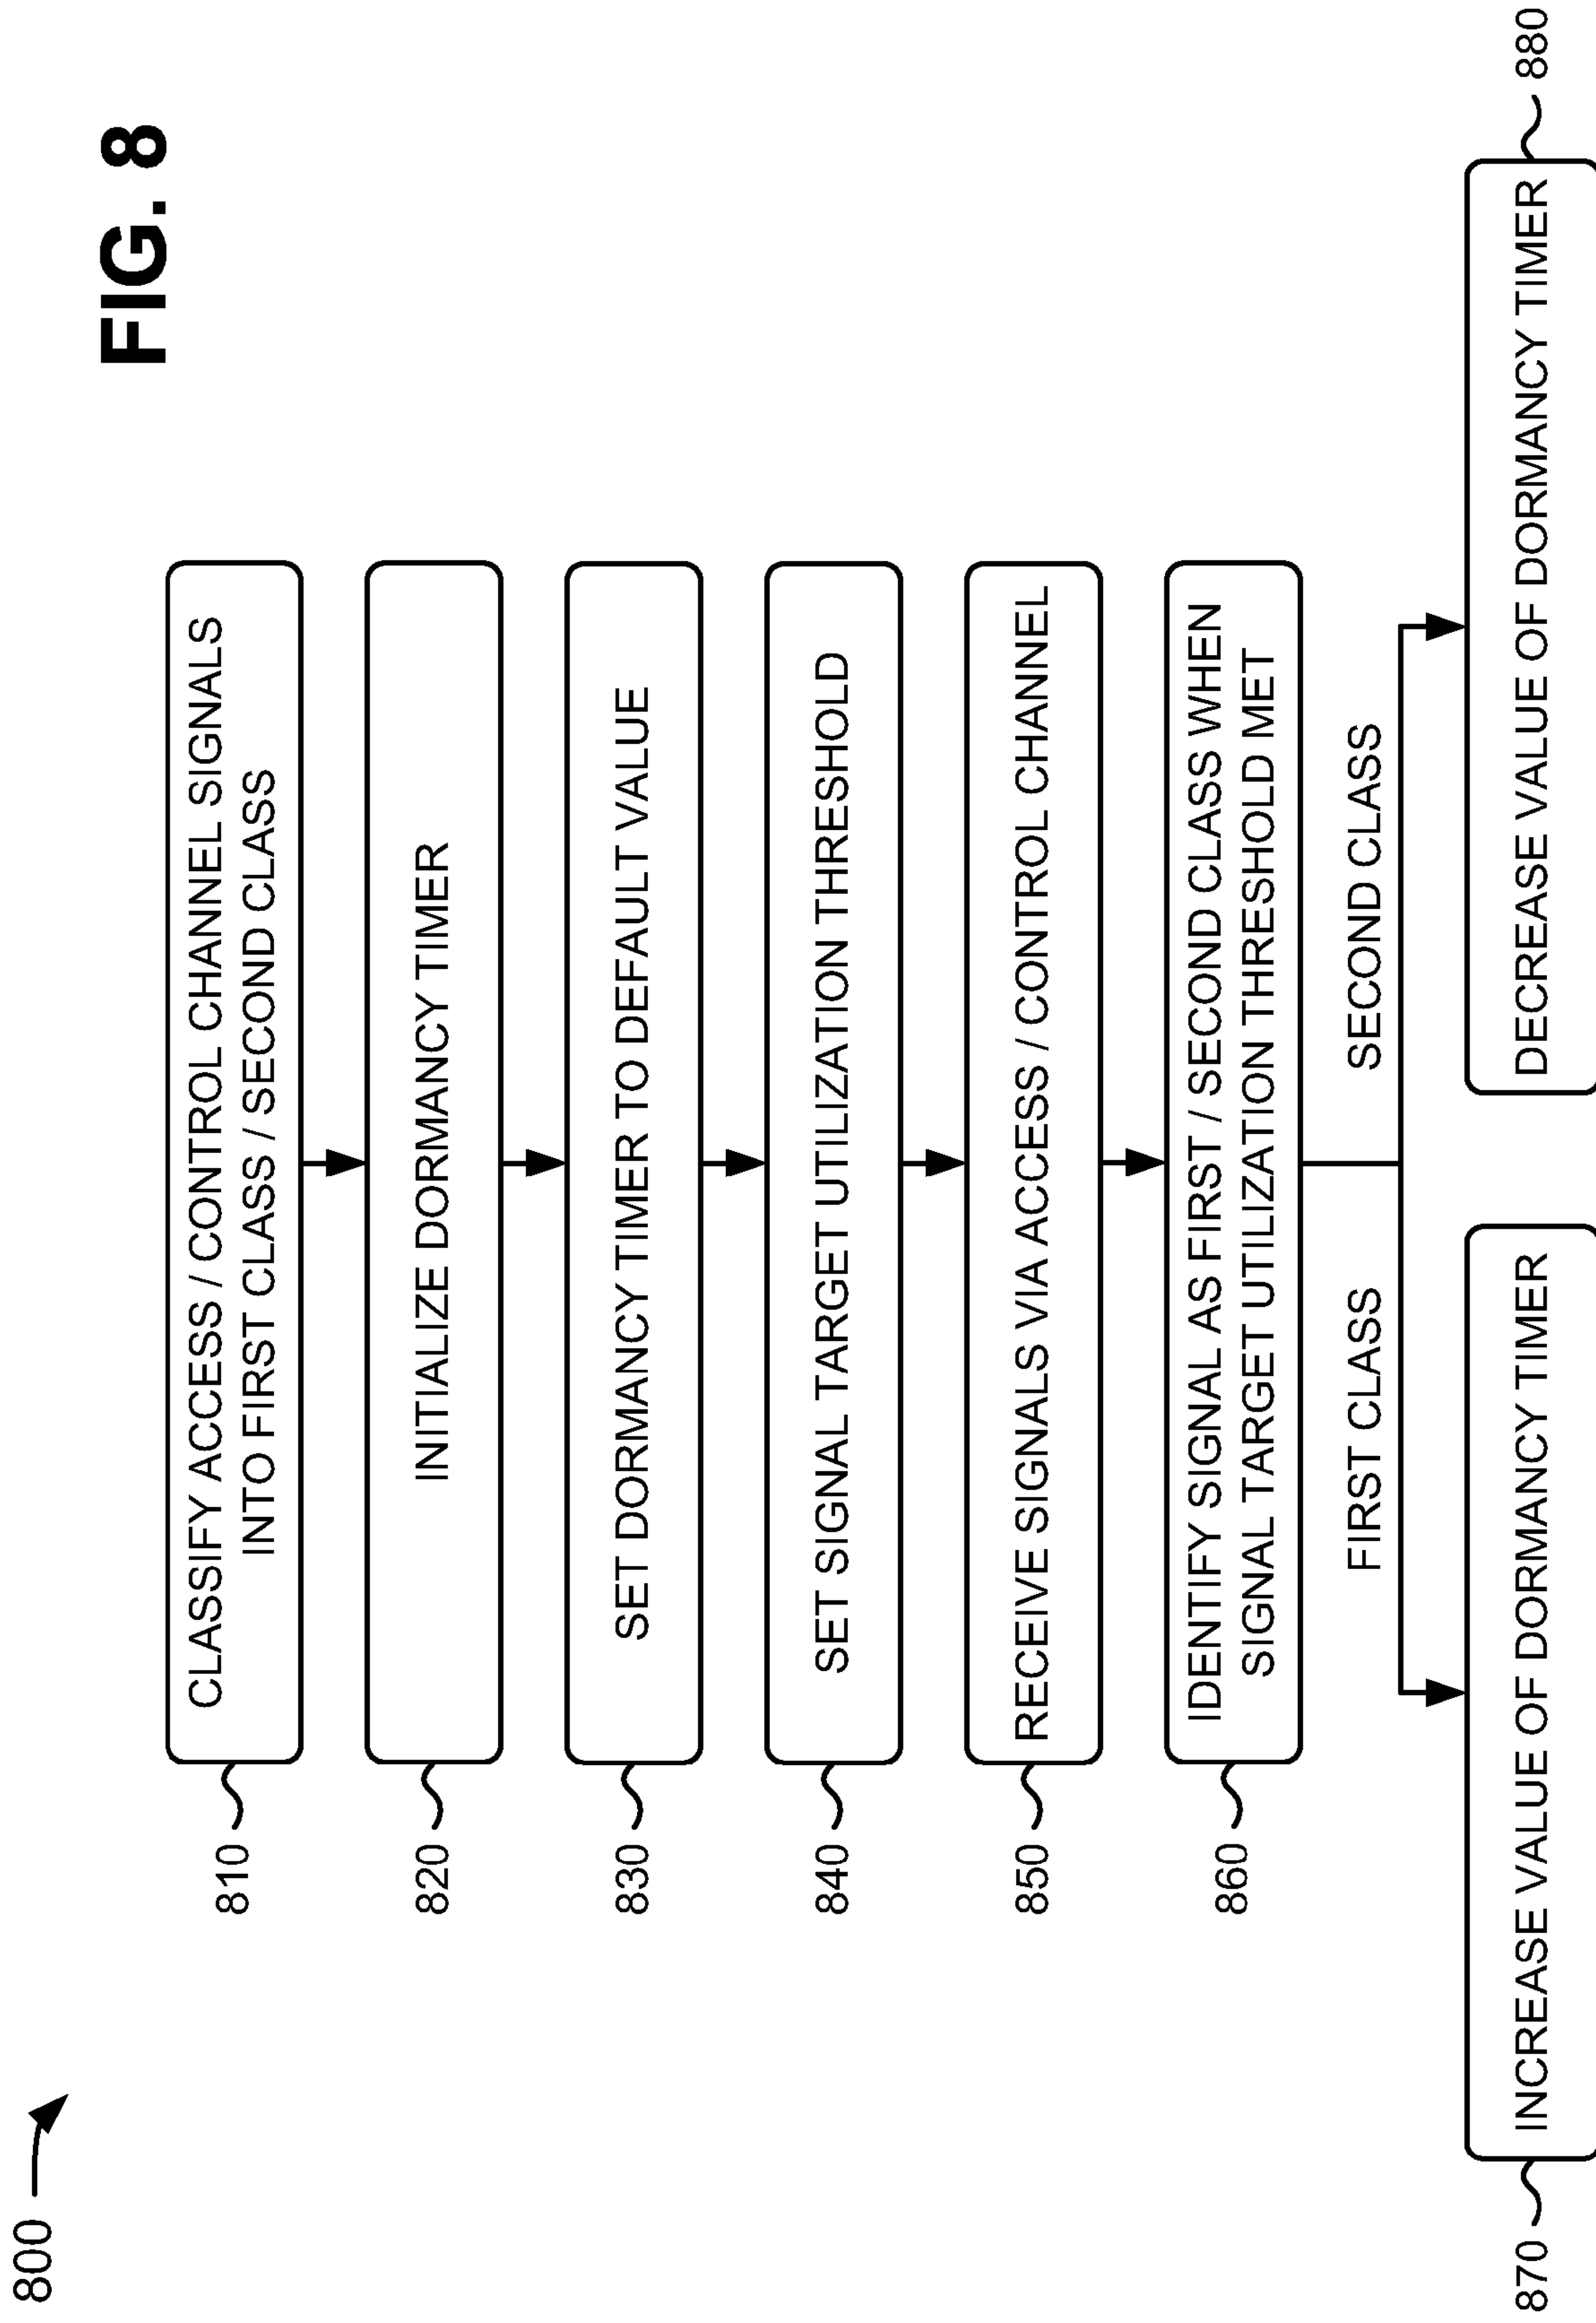 800
FIG. 8
810
CLASSIFY ACCESS / CONTROL CHANNEL SIGNALS
INTO FIRST CLASS / SECOND CLASS
820
INITIALIZE DORMANCY TIMER
830
SET DORMANCY TIMER TO DEFAULT VALUE
840
SET SIGNAL TARGET UTILIZATION THRESHOLD
850
RECEIVE SIGNALS VIA ACCESS / CONTROL CHANNEL
860
IDENTIFY SIGNAL AS FIRST / SECOND CLASS WHEN
SIGNAL TARGET UTILIZATION THRESHOLD MET
FIRST CLASS
SECOND CLASS
870
INCREASE VALUE OF DORMANCY TIMER
DECREASE VALUE OF DORMANCY TIMER
880